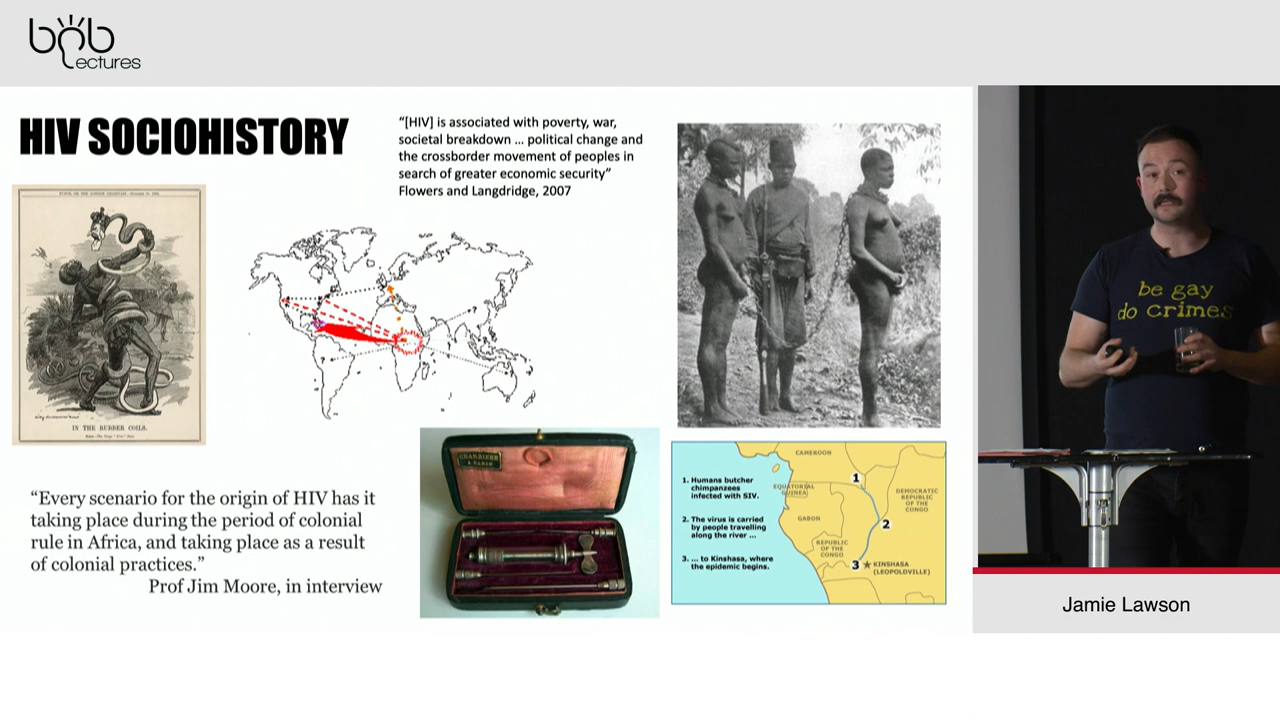 bob
Lectures
HIV SOCIOHISTORY
“[HIV] is associated with poverty, war,
societal breakdown ... political change and
the crossborder movement of peoples in
search of greater economic security”
Flowers and Langdridge, 2007
IN THE RUBBER COILS.
?
?
“Every scenario for the origin of HIV has it
taking place during the period of colonial
rule in Africa, and taking place as a result
of colonial practices.”
Prof Jim Moore, in interview
CHARRIERE
A PARIS
1. Humans butcher
chimpanzees
infected with SIV.
2. The virus is carried
by people travelling
along the river ...
3. ... to Kinshasa, where
the epidemic begins.
CAMEROON
EQUATORIAL
GUINEA
GABON
REPUBLIC
OF THE
CONGO
DEMOCRATIC
REPUBLIC
OF THE
CONGO
1
2
3 ★ KINSHASA
(LEOPOLDVILLE)
be gay
do crimes
Jamie Lawson